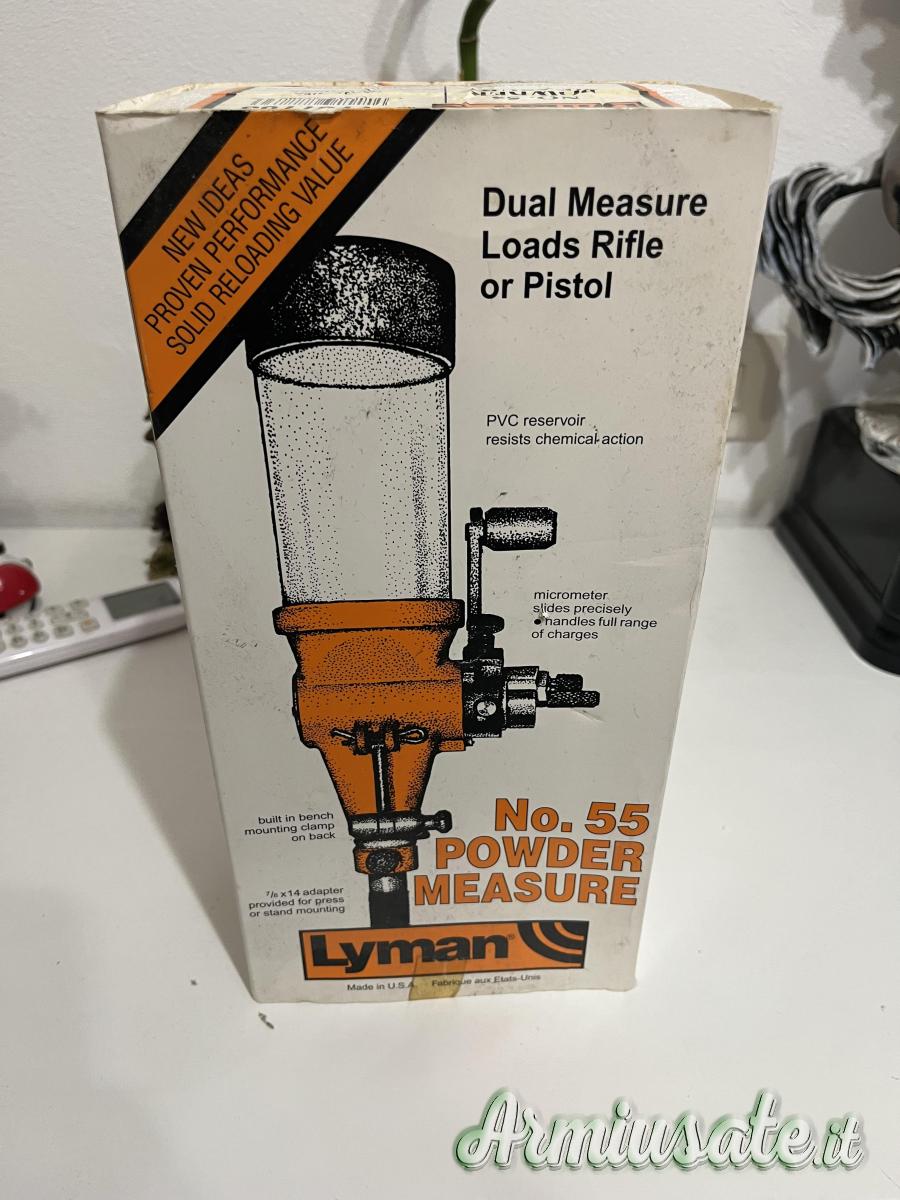 NEW IDEAS
PROVEN PERFORMANCE
SOLID RELOADING VALUE
Dual Measure
Loads Rifle
or Pistol
PVC reservoir
resists chemical action
micrometer
slides precisely
handles full range
of charges
built in bench
mounting clamp
on back
7/8 x 14 adapter
provided for press
or stand mounting
No. 55
POWDER
MEASURE
Lyman®
Made in U.S.A. Fabrique aux Etats-Unis
Armiusate.it